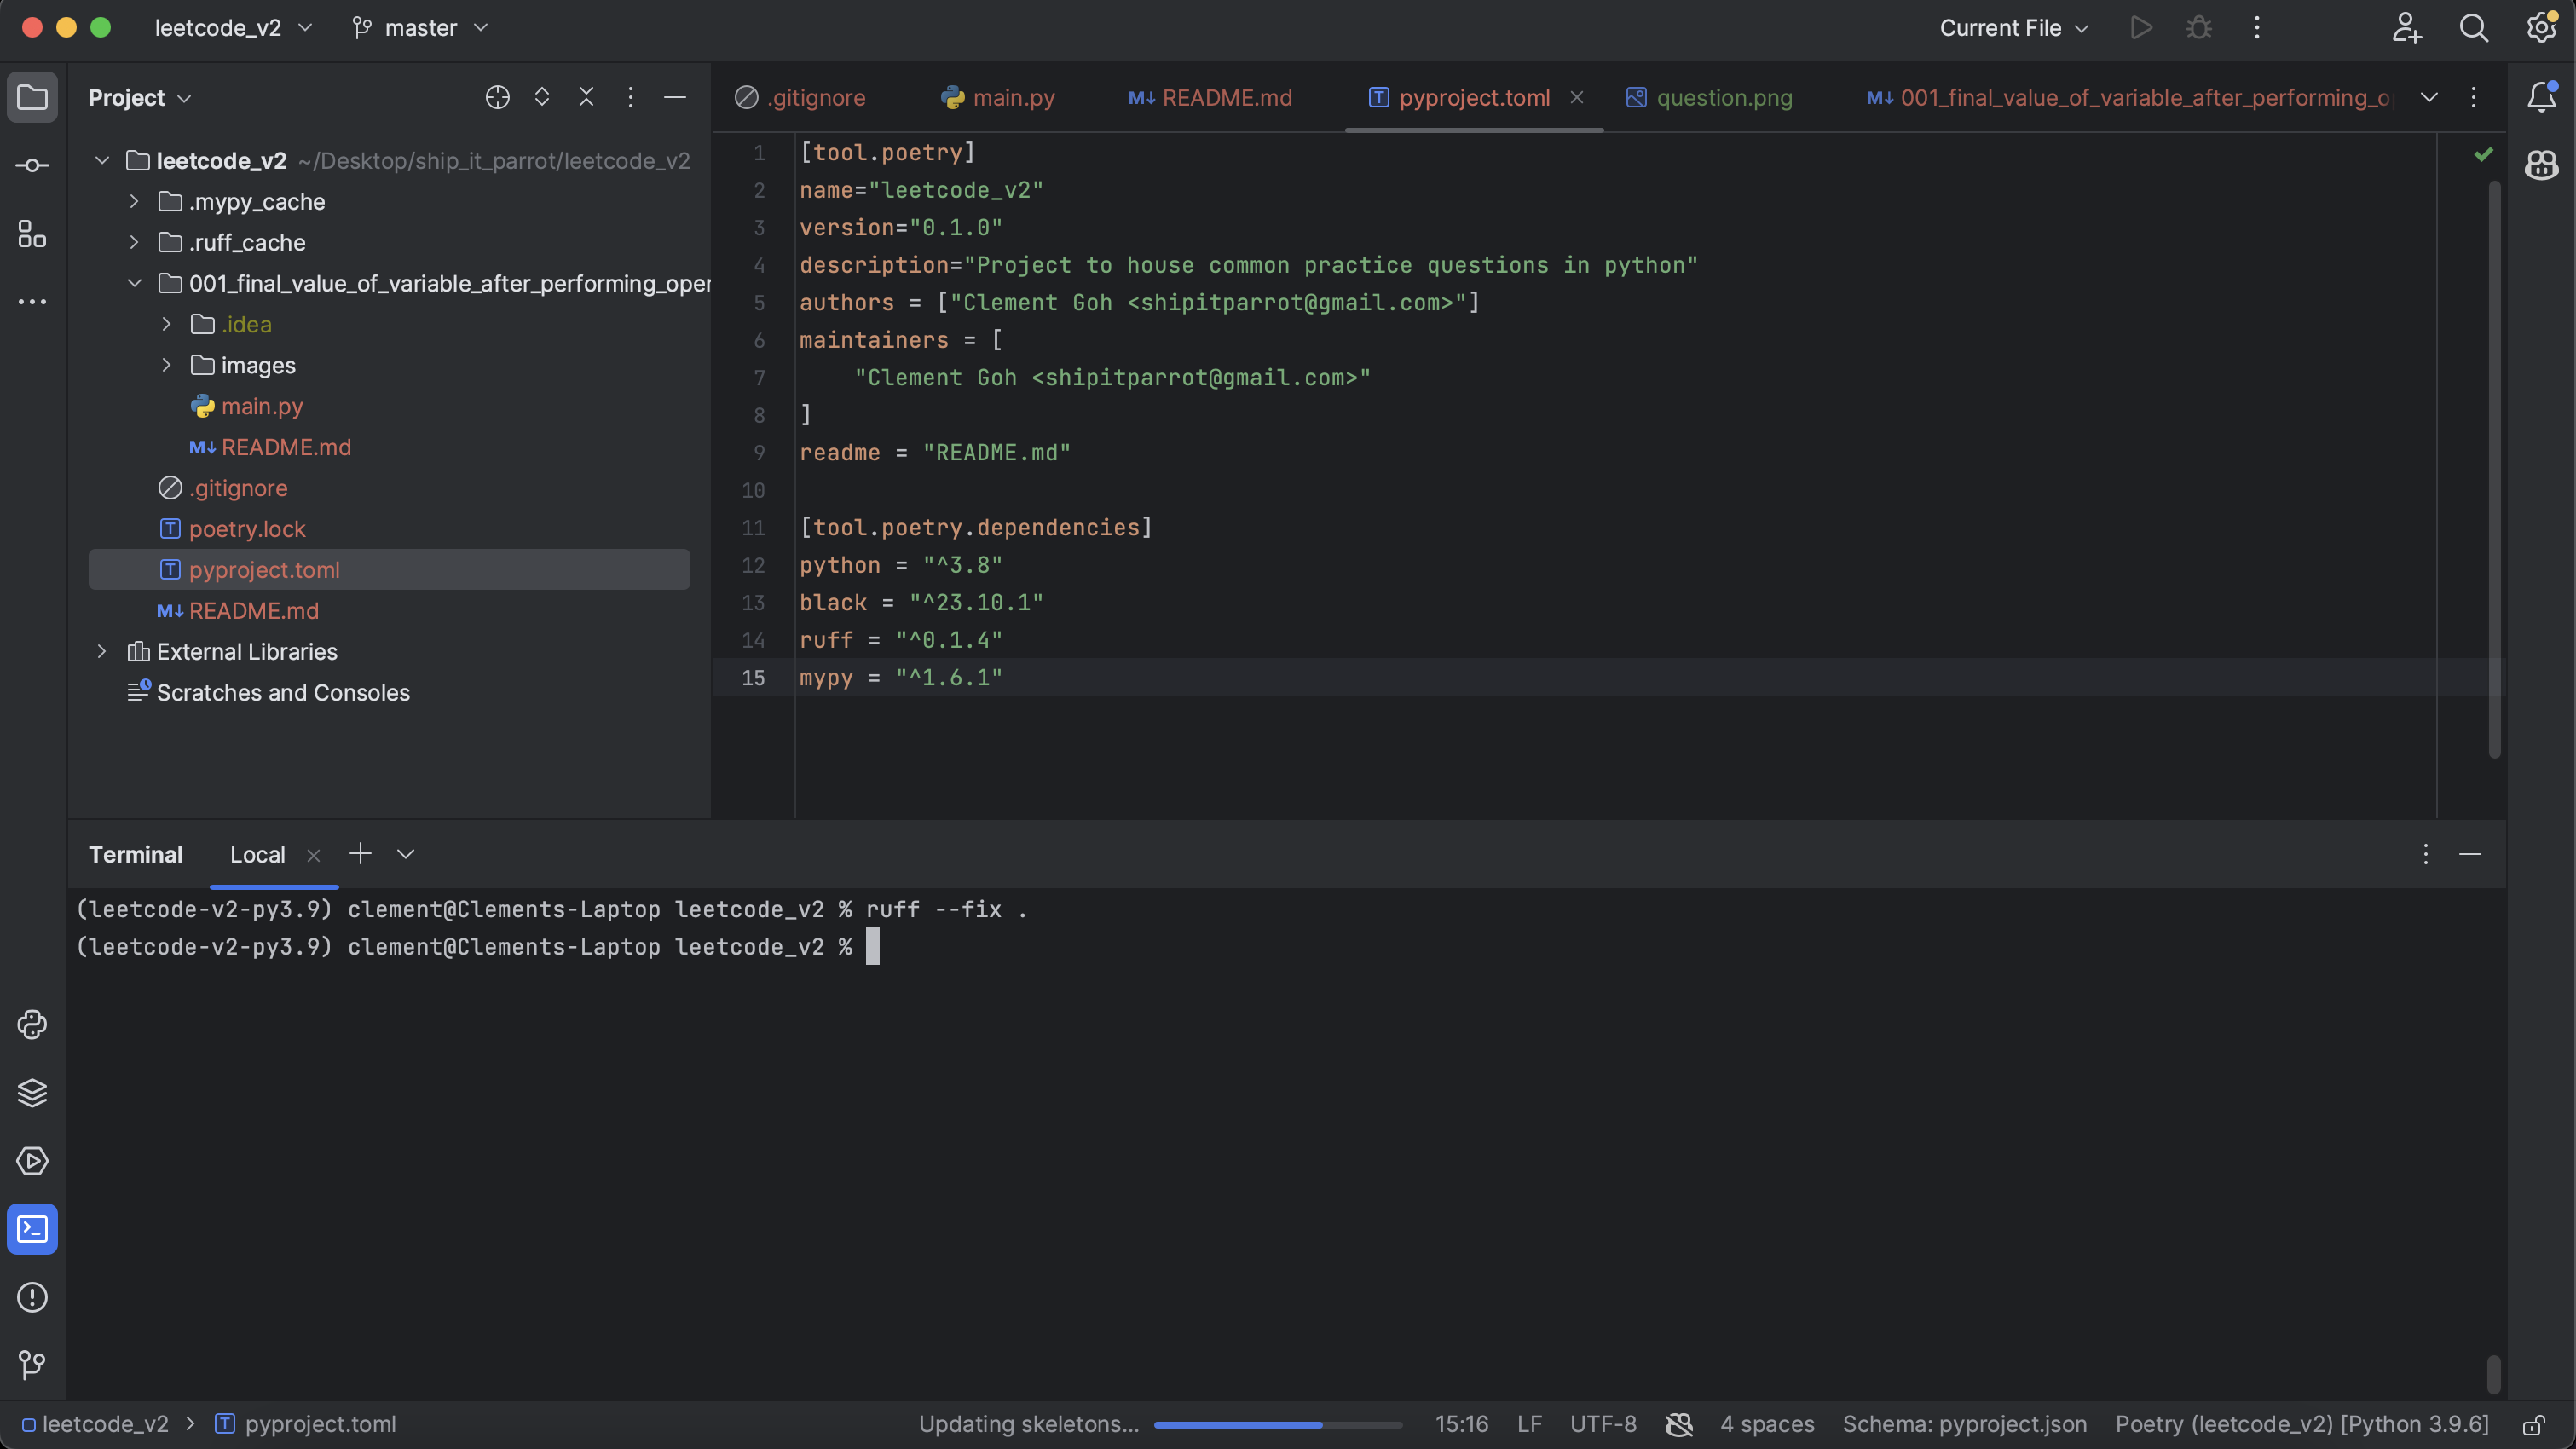 leetcode_v2
master
Current File
Project
leetcode_v2 ~/Desktop/ship_it_parrot/leetcode_v2
.mypy_cache
.ruff_cache
001_final_value_of_variable_after_performing_oper
.idea
images
main.py
M↓ README.md
.gitignore
T poetry.lock
T pyproject.toml
M↓ README.md
External Libraries
Scratches and Consoles
.gitignore
main.py
M↓ README.md
T pyproject.toml
question.png
M↓ 001_final_value_of_variable_after_performing_o
1 [tool.poetry]
2 name="leetcode_v2"
3 version="0.1.0"
4 description="Project to house common practice questions in python"
5 authors = ["Clement Goh <shipitparrot@gmail.com>"]
6 maintainers = [
7     "Clement Goh <shipitparrot@gmail.com>"
8 ]
9 readme = "README.md"
10
11 [tool.poetry.dependencies]
12 python = "^3.8"
13 black = "^23.10.1"
14 ruff = "^0.1.4"
15 mypy = "^1.6.1"
Terminal Local
(leetcode-v2-py3.9) clement@Clements-Laptop leetcode_v2 % ruff --fix .
(leetcode-v2-py3.9) clement@Clements-Laptop leetcode_v2 %
leetcode_v2 > T pyproject.toml
Updating skeletons... 15:16 LF UTF-8 4 spaces Schema: pyproject.json Poetry (leetcode_v2) [Python 3.9.6]